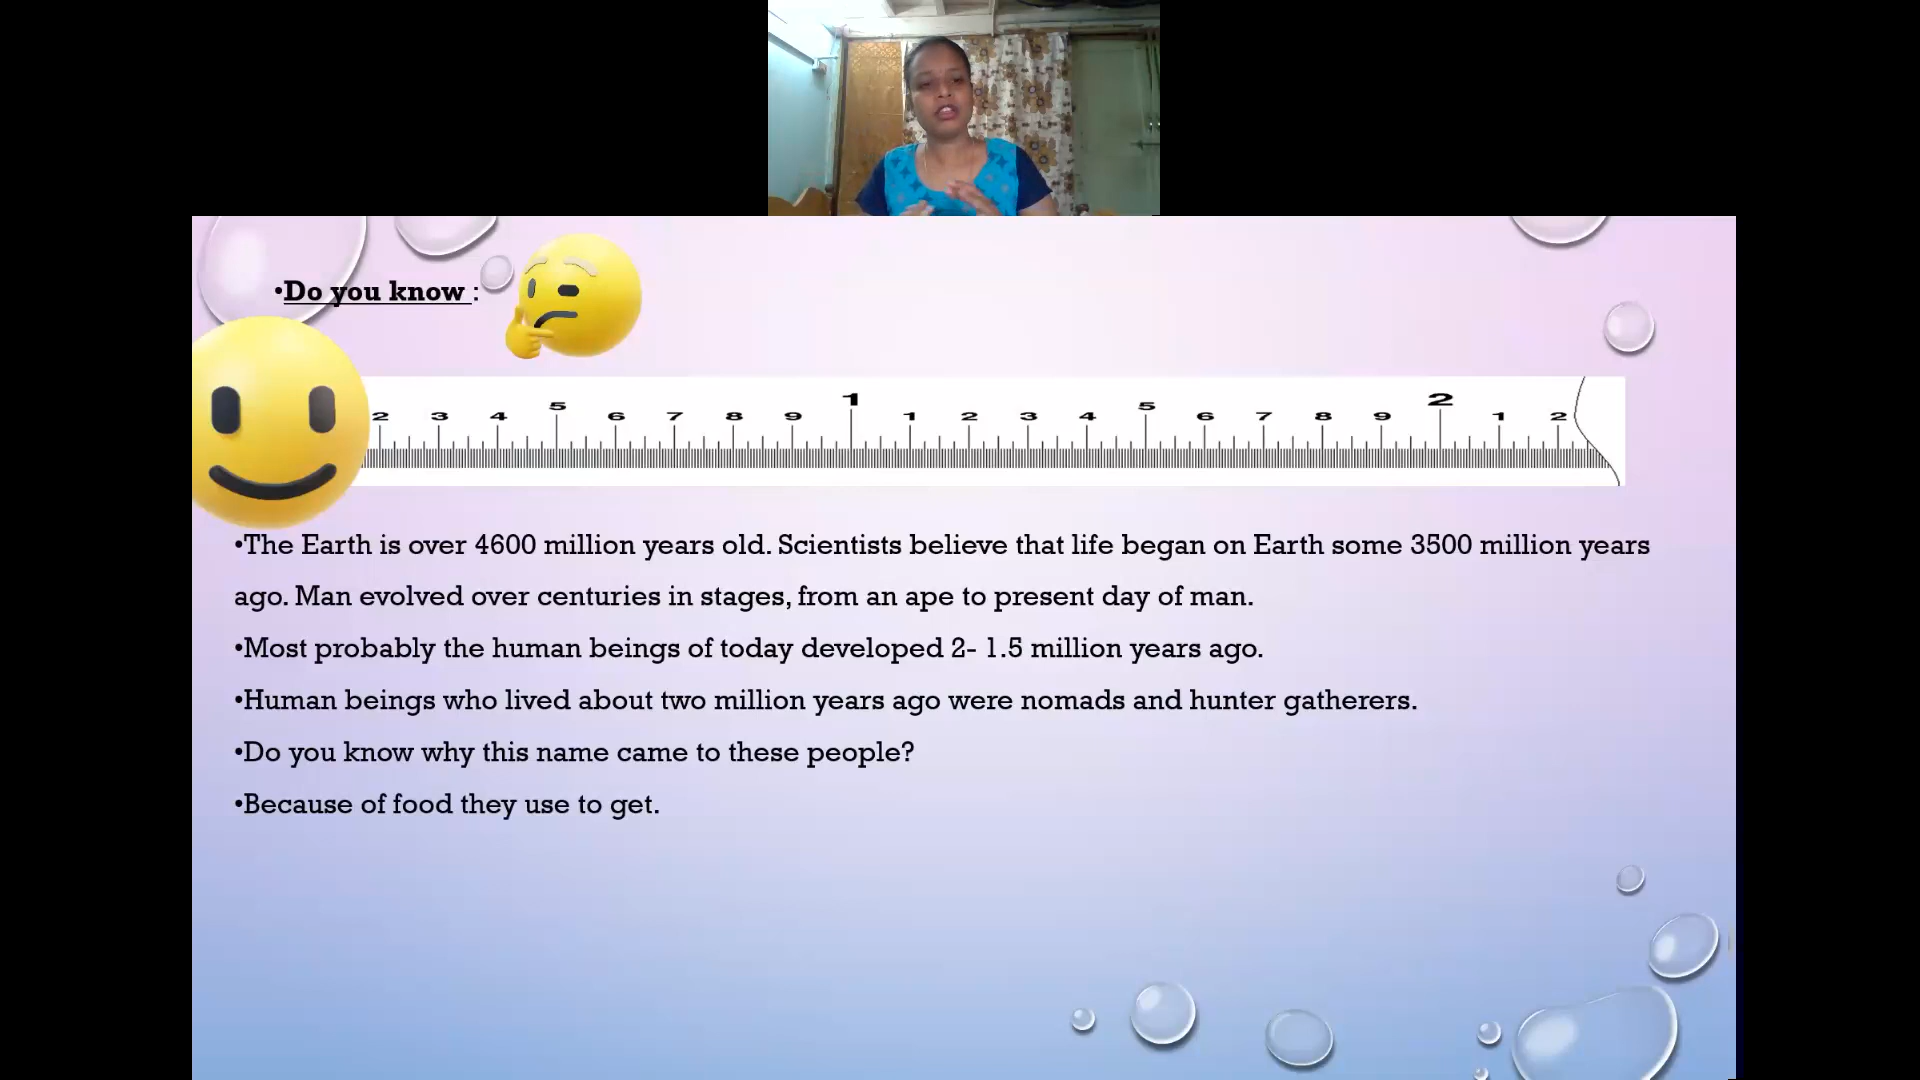 •Do you know :
2 3 4 5 6 7 8 9 1 1 2 3 4 5 6 7 8 9 2 1 2
•The Earth is over 4600 million years old. Scientists believe that life began on Earth some 3500 million years
ago. Man evolved over centuries in stages, from an ape to present day of man.
•Most probably the human beings of today developed 2- 1.5 million years ago.
•Human beings who lived about two million years ago were nomads and hunter gatherers.
•Do you know why this name came to these people?
•Because of food they use to get.